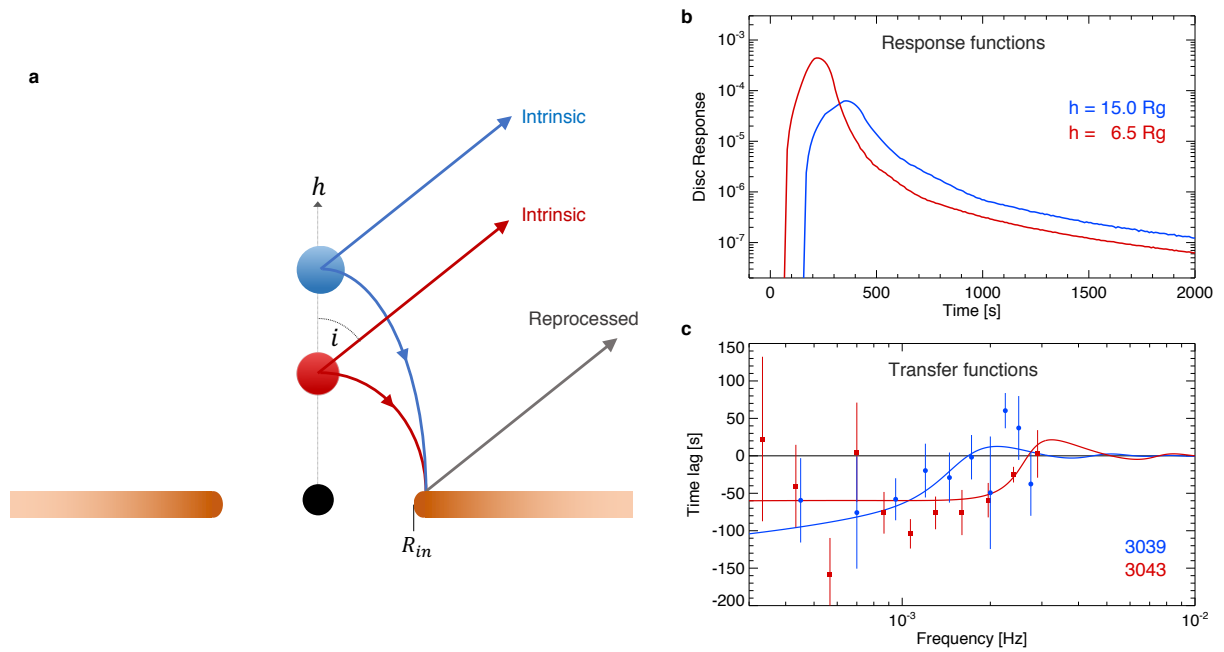 a
Intrinsic
h
Intrinsic
i
Reprocessed
R_in
b
Response functions
h = 15.0 Rg
h = 6.5 Rg
Disc Response
10^-3
10^-4
10^-5
10^-6
10^-7
0 500 1000 1500 2000
Time [s]
c
Transfer functions
Time lag [s]
150
100
50
0
-50
-100
-150
-200
3039
3043
10^-3 10^-2
Frequency [Hz]